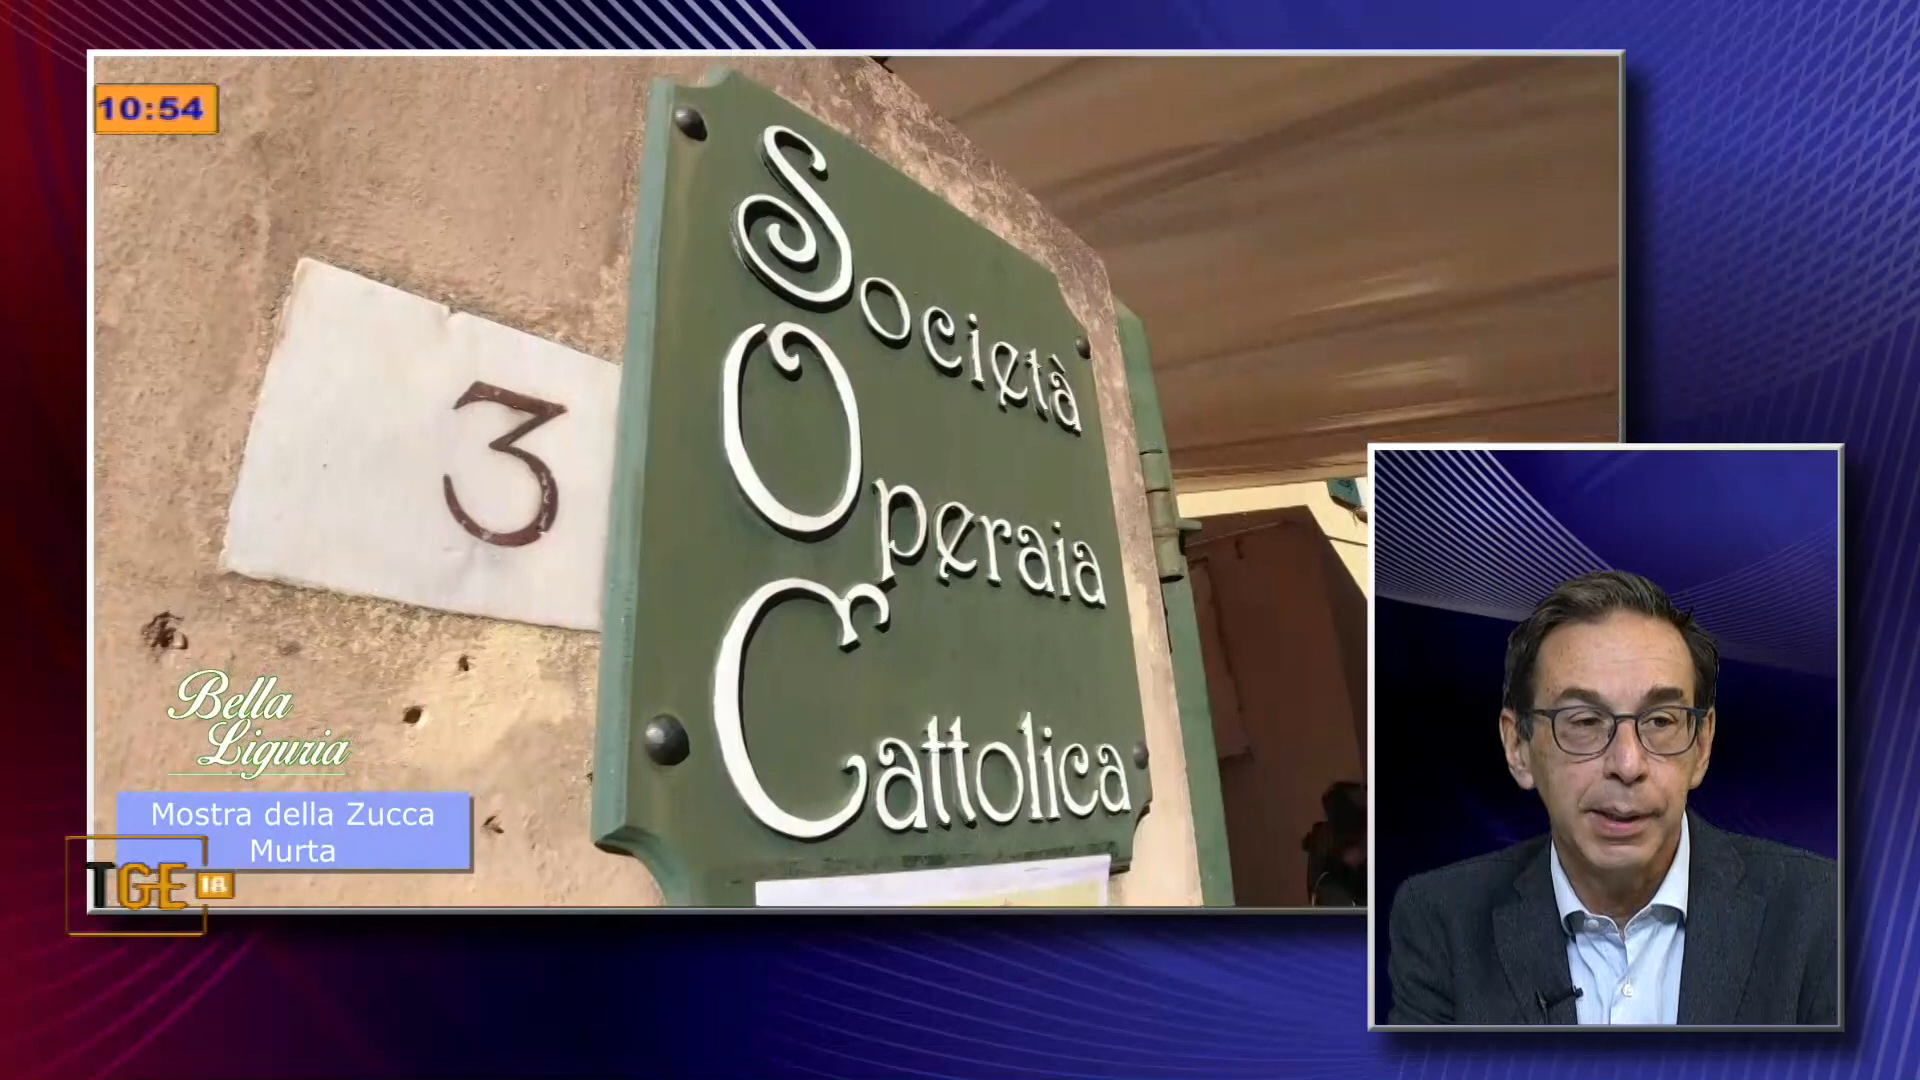 10:54
3
Società
Operaia
Cattolica
Bella
Liguria
Mostra della Zucca
Murta
TGE 18